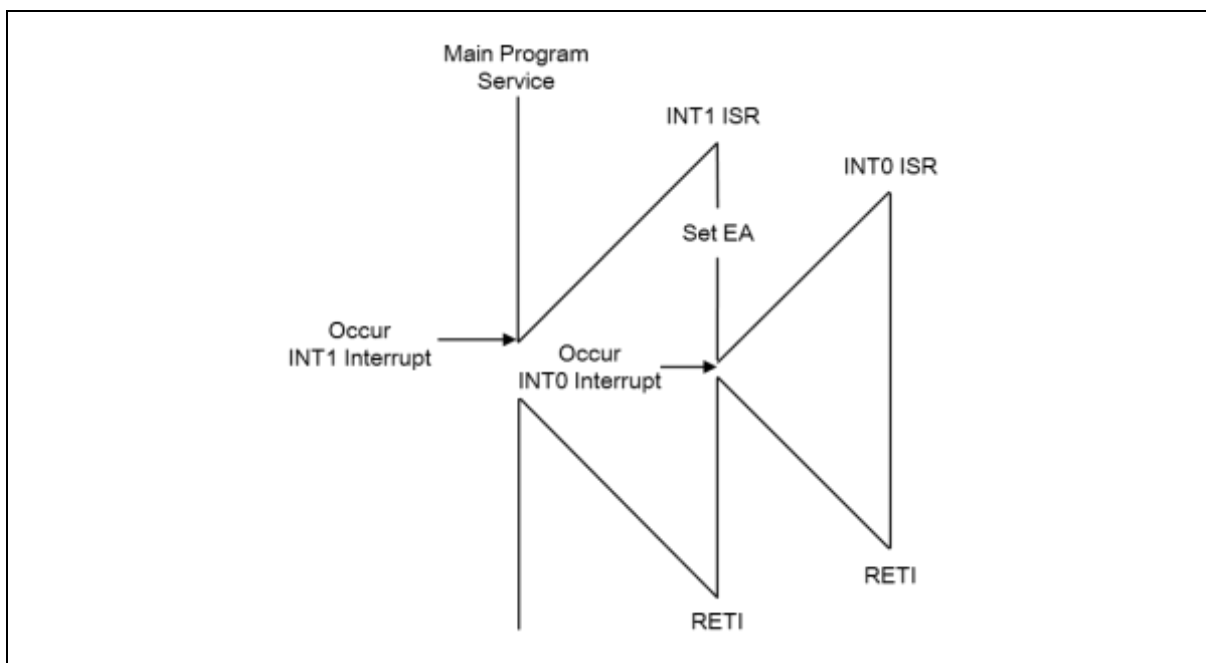 Main Program
Service
INT1 ISR
INT0 ISR
Set EA
Occur
INT1 Interrupt
Occur
INT0 Interrupt
RETI
RETI